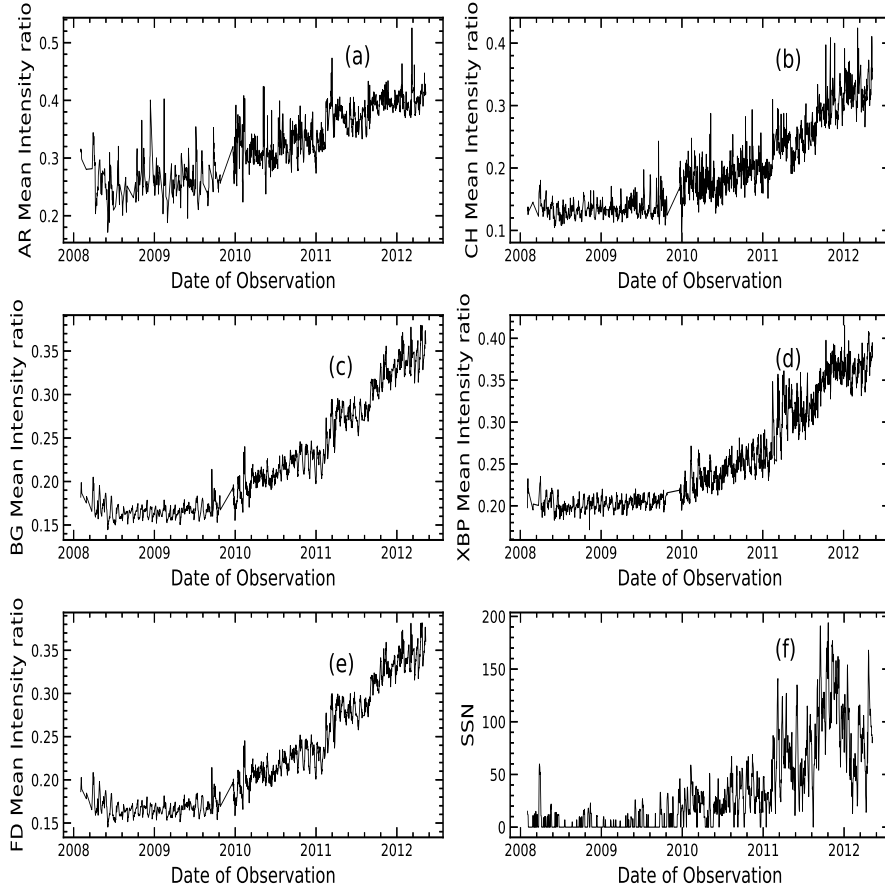 AR Mean Intensity ratio
0.5
0.4
0.3
0.2
(a)
2008 2009 2010 2011 2012
Date of Observation
CH Mean Intensity ratio
0.4
0.3
0.2
0.1
(b)
2008 2009 2010 2011 2012
Date of Observation
BG Mean Intensity ratio
0.35
0.30
0.25
0.20
0.15
(c)
2008 2009 2010 2011 2012
Date of Observation
XBP Mean Intensity ratio
0.40
0.35
0.30
0.25
0.20
(d)
2008 2009 2010 2011 2012
Date of Observation
FD Mean Intensity ratio
0.35
0.30
0.25
0.20
0.15
(e)
2008 2009 2010 2011 2012
Date of Observation
SSN
200
150
100
50
0
(f)
2008 2009 2010 2011 2012
Date of Observation